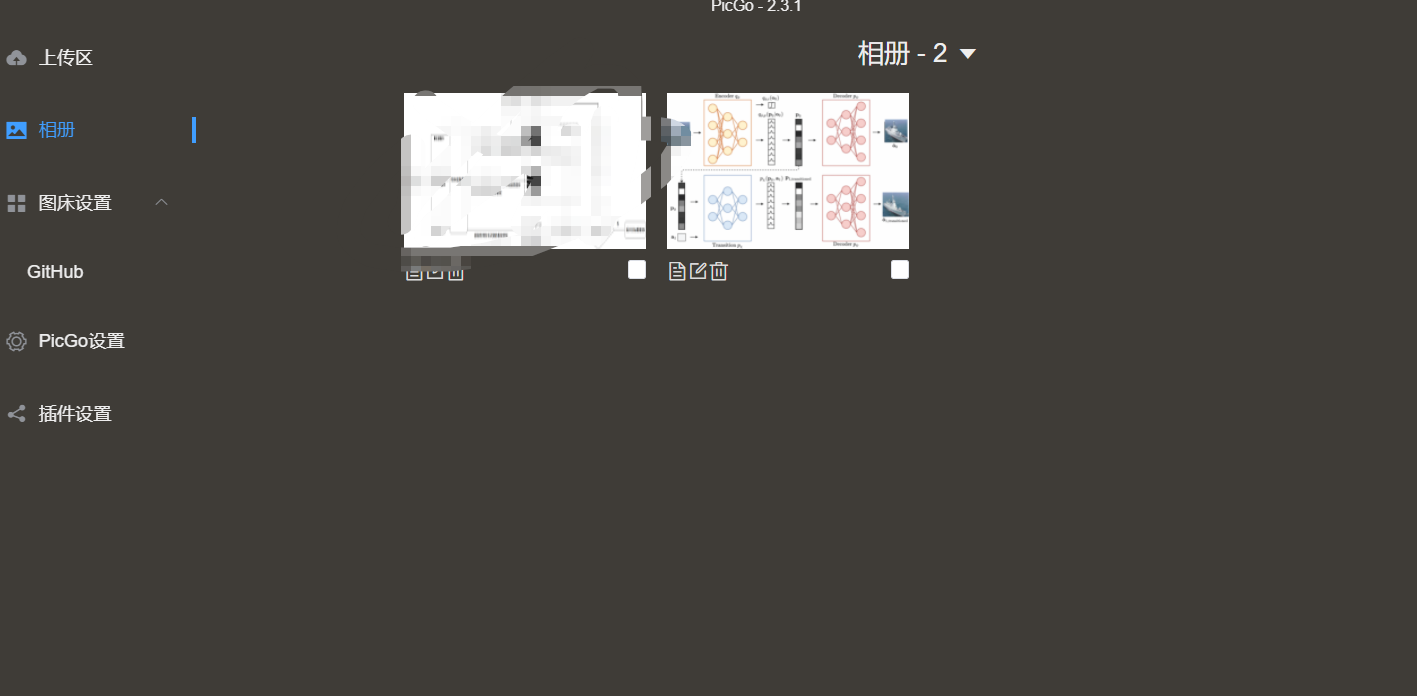 PicGo - 2.3.1
上传区
相册 - 2
相册
图床设置
GitHub
PicGo设置
插件设置
Encoder
Decoder
Transition
Decoder